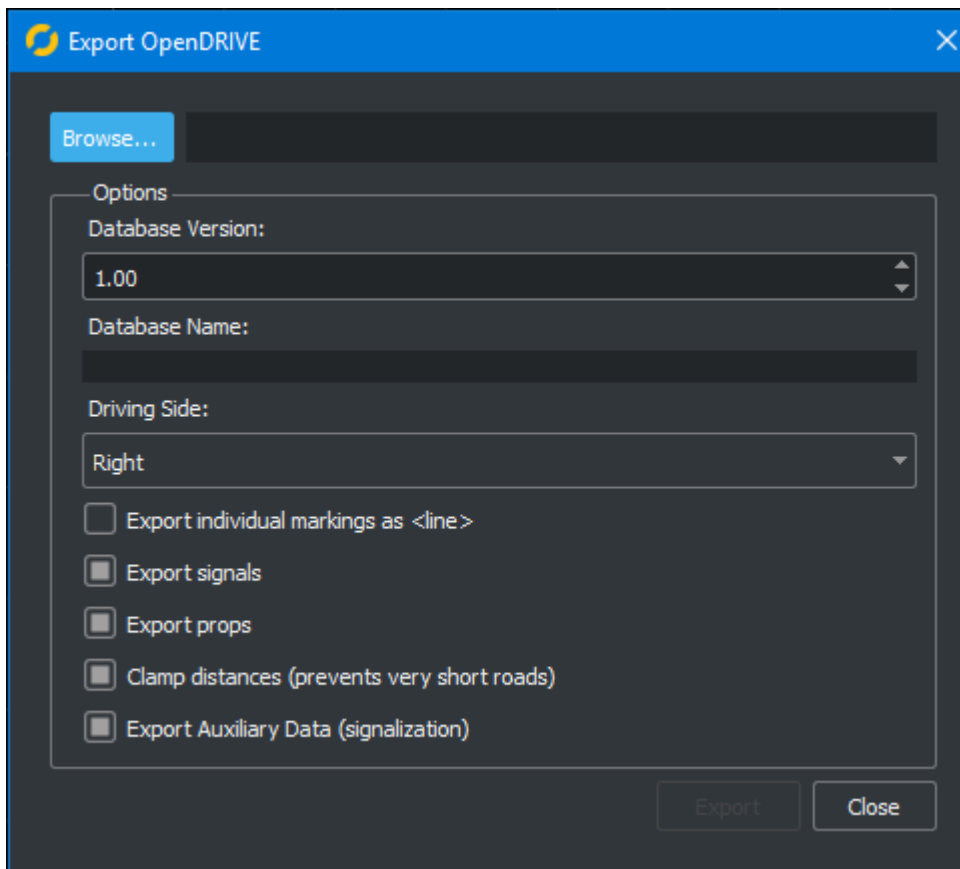 Export OpenDRIVE
Browse...
Options
Database Version:
1.00
Database Name:
Driving Side:
Right
Export individual markings as <line>
Export signals
Export props
Clamp distances (prevents very short roads)
Export Auxiliary Data (signalization)
Export
Close